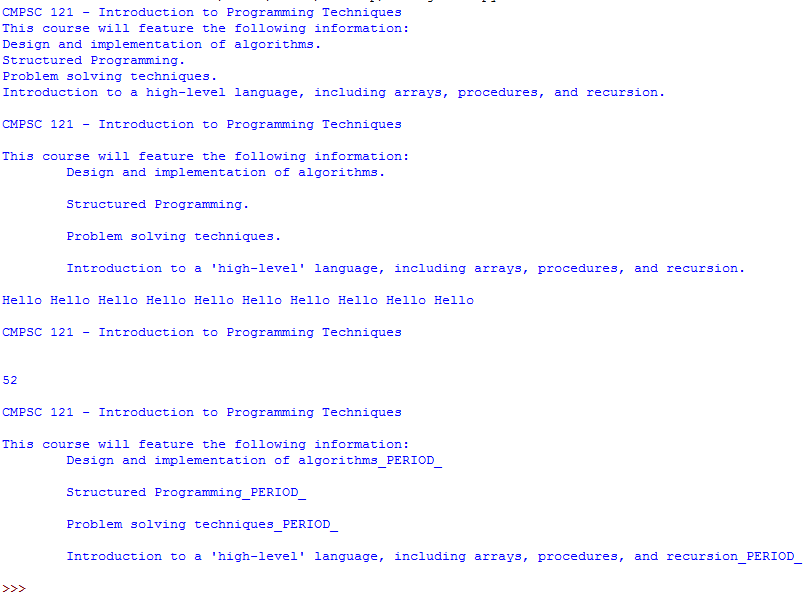 CMPSC 121 - Introduction to Programming Techniques
This course will feature the following information:
Design and implementation of algorithms.
Structured Programming.
Problem solving techniques.
Introduction to a high-level language, including arrays, procedures, and recursion.
CMPSC 121 - Introduction to Programming Techniques
This course will feature the following information:
Design and implementation of algorithms.
Structured Programming.
Problem solving techniques.
Introduction to a 'high-level' language, including arrays, procedures, and recursion.
Hello Hello Hello Hello Hello Hello Hello Hello Hello Hello
CMPSC 121 - Introduction to Programming Techniques
52
CMPSC 121 - Introduction to Programming Techniques
This course will feature the following information:
Design and implementation of algorithms_PERIOD_
Structured Programming_PERIOD_
Problem solving techniques_PERIOD_
Introduction to a 'high-level' language, including arrays, procedures, and recursion_PERIOD_
>>>